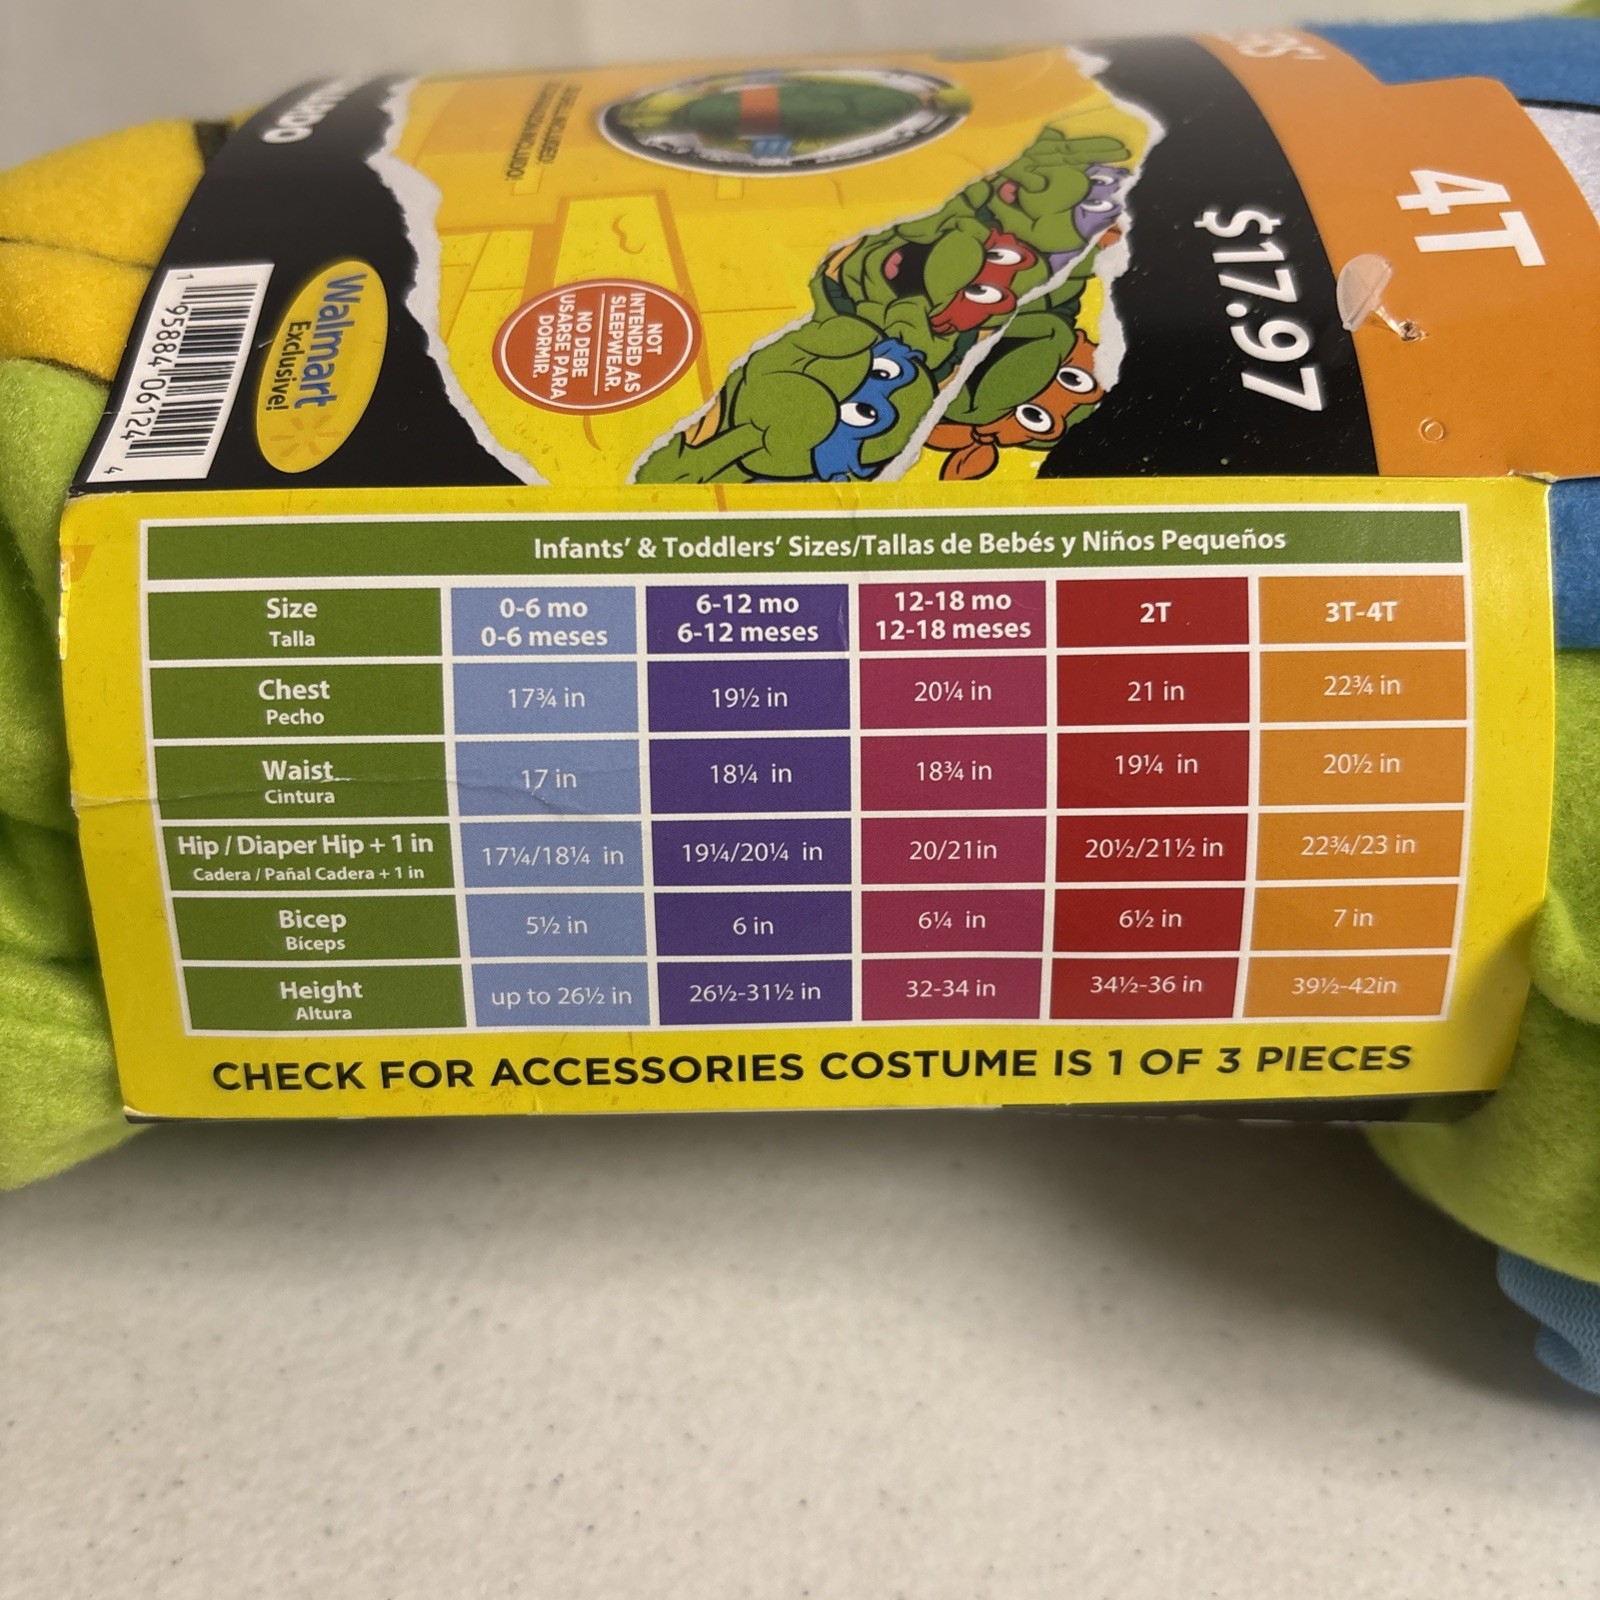 4T
$17.97
NOT
INTENDED AS
SLEEPWEAR.
NO DEBE
USARSE PARA
DORMIR.
Walmart
Exclusive!
1 95884 06124 4
Infants' & Toddlers' Sizes/Tallas de Bebés y Niños Pequeños
Size 0-6 mo 6-12 mo 12-18 mo 2T 3T-4T
Talla 0-6 meses 6-12 meses 12-18 meses
Chest 17¾ in 19½ in 20¼ in 21 in 22¾ in
Pecho
Waist 17 in 18¼ in 18¾ in 19¼ in 20½ in
Cintura
Hip / Diaper Hip + 1 in 17¼/18¼ in 19¼/20¼ in 20/21in 20½/21½ in 22¾/23 in
Cadera / Pañal Cadera + 1 in
Bicep 5½ in 6 in 6¼ in 6½ in 7 in
Bíceps
Height up to 26½ in 26½-31½ in 32-34 in 34½-36 in 39½-42in
Altura
CHECK FOR ACCESSORIES COSTUME IS 1 OF 3 PIECES